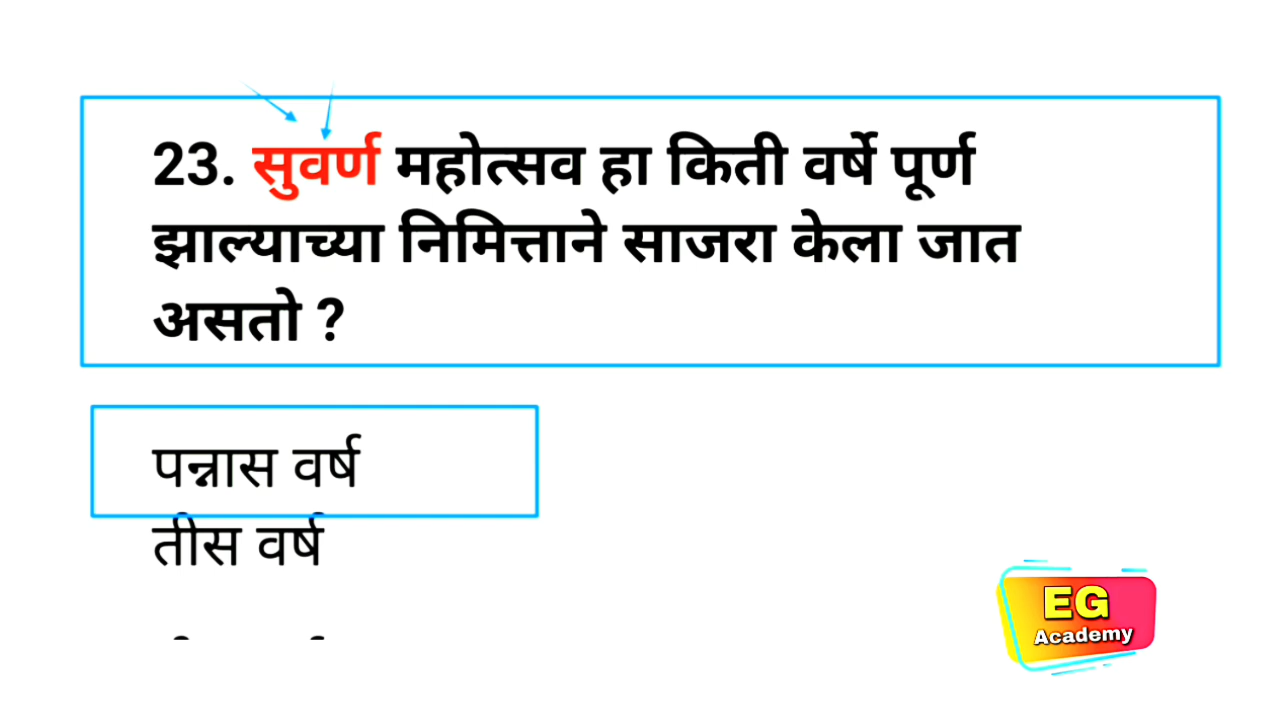 23. सुवर्ण महोत्सव हा किती वर्षे पूर्ण
झाल्याच्या निमित्ताने साजरा केला जात
असतो ?
पन्नास वर्ष
तीस वर्ष
EG
Academy